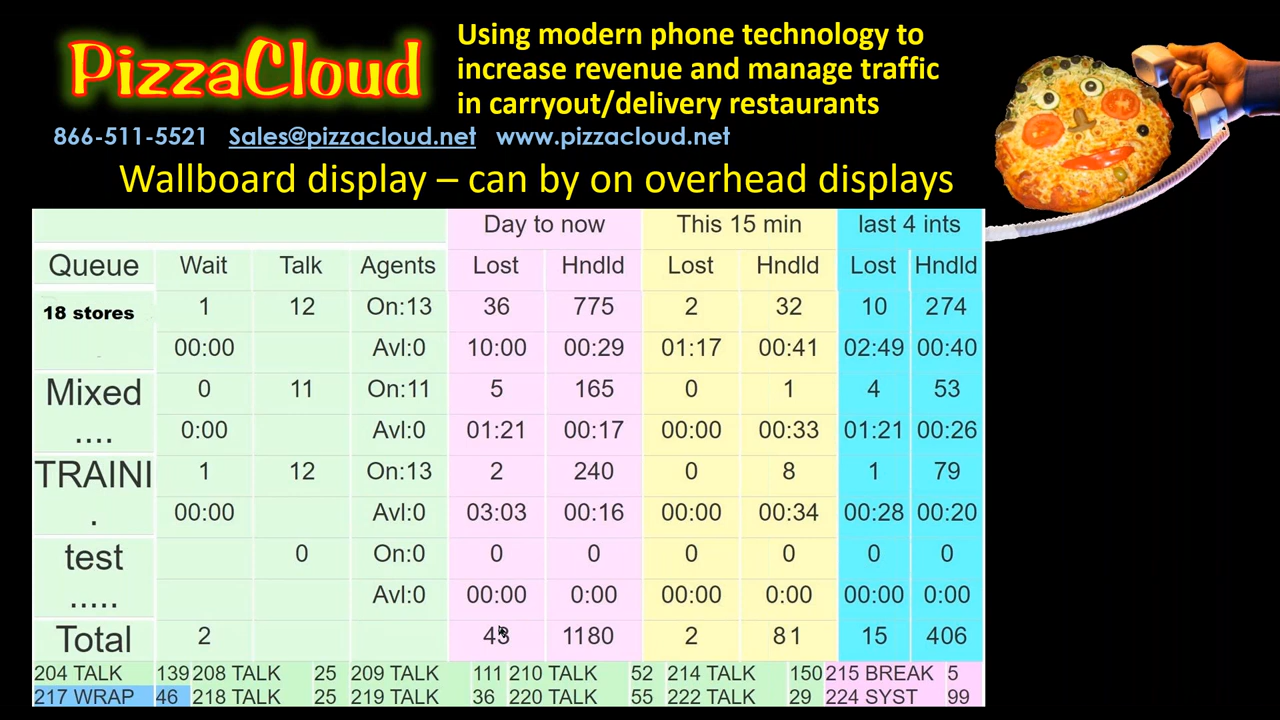 PizzaCloud
Using modern phone technology to
increase revenue and manage traffic
in carryout/delivery restaurants
866-511-5521 Sales@pizzacloud.net www.pizzacloud.net
Wallboard display – can by on overhead displays
Day to now This 15 min last 4 ints
Queue Wait Talk Agents Lost Hndld Lost Hndld Lost Hndld
18 stores 1 12 On:13 36 775 2 32 10 274
00:00 Avl:0 10:00 00:29 01:17 00:41 02:49 00:40
Mixed 0 11 On:11 5 165 0 1 4 53
.... 0:00 Avl:0 01:21 00:17 00:00 00:33 01:21 00:26
TRAINI 1 12 On:13 2 240 0 8 1 79
. 00:00 Avl:0 03:03 00:16 00:00 00:34 00:28 00:20
test 0 On:0 0 0 0 0 0 0
..... Avl:0 00:00 0:00 00:00 0:00 00:00 0:00
Total 2 43 1180 2 81 15 406
204 TALK 139 208 TALK 25 209 TALK 111 210 TALK 52 214 TALK 150 215 BREAK 5
217 WRAP 46 218 TALK 25 219 TALK 36 220 TALK 55 222 TALK 29 224 SYST 99